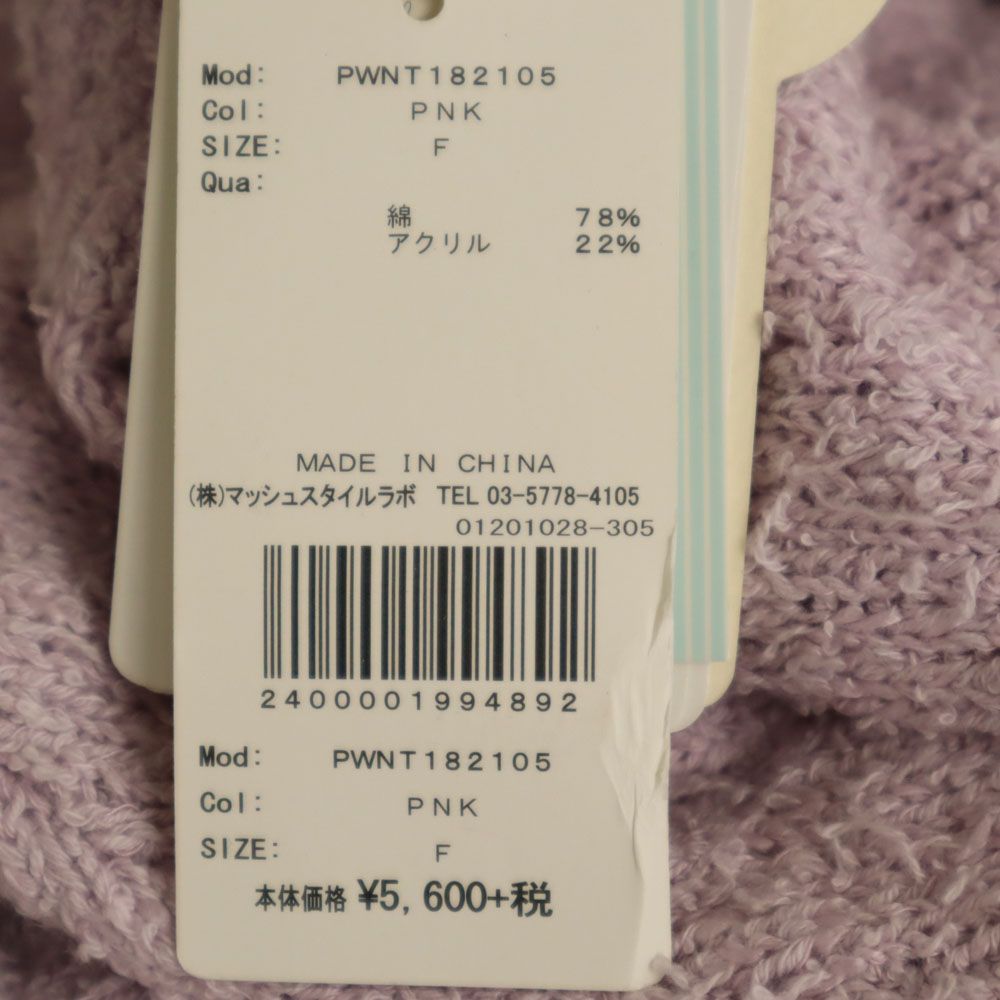 Mod: PWNT182105
Col: PNK
SIZE: F
Qua:
綿 78%
アクリル 22%
MADE IN CHINA
(株)マッシュスタイルラボ TEL 03-5778-4105
01201028-305
2400001994892
Mod: PWNT182105
Col: PNK
SIZE: F
本体価格 ¥5,600+税